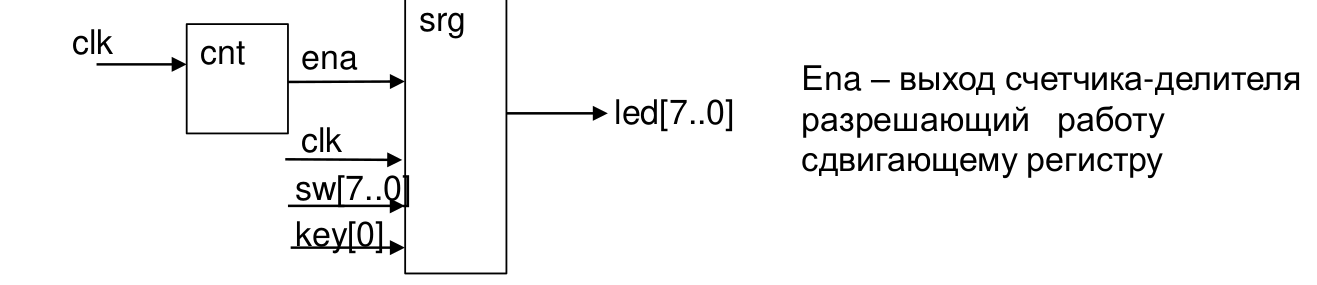 clk
cnt
ena
srg
clk
sw[7..0]
key[0]
led[7..0]
Ena – выход счетчика-делителя
разрешающий работу
сдвигающему регистру